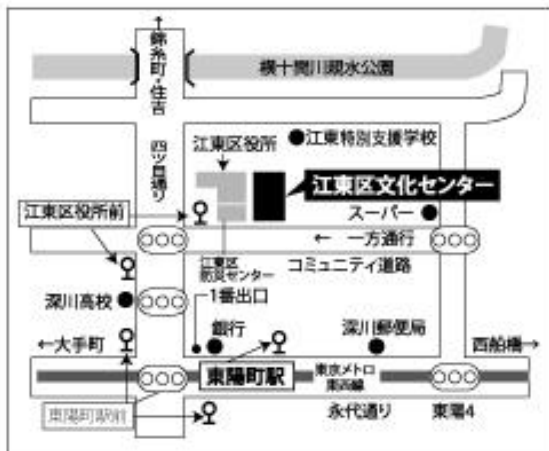 ↑錦糸町・住吉
横十間川親水公園
四ツ目通り
江東区役所
●江東特別支援学校
江東区文化センター
江東区役所前
スーパー●
← 一方通行
江東区
防災センター
コミュニティ道路
深川高校●
1番出口
←大手町
銀行
深川郵便局
西船橋→
東陽町駅
東京メトロ
東西線
東陽町駅前
永代通り
東陽4